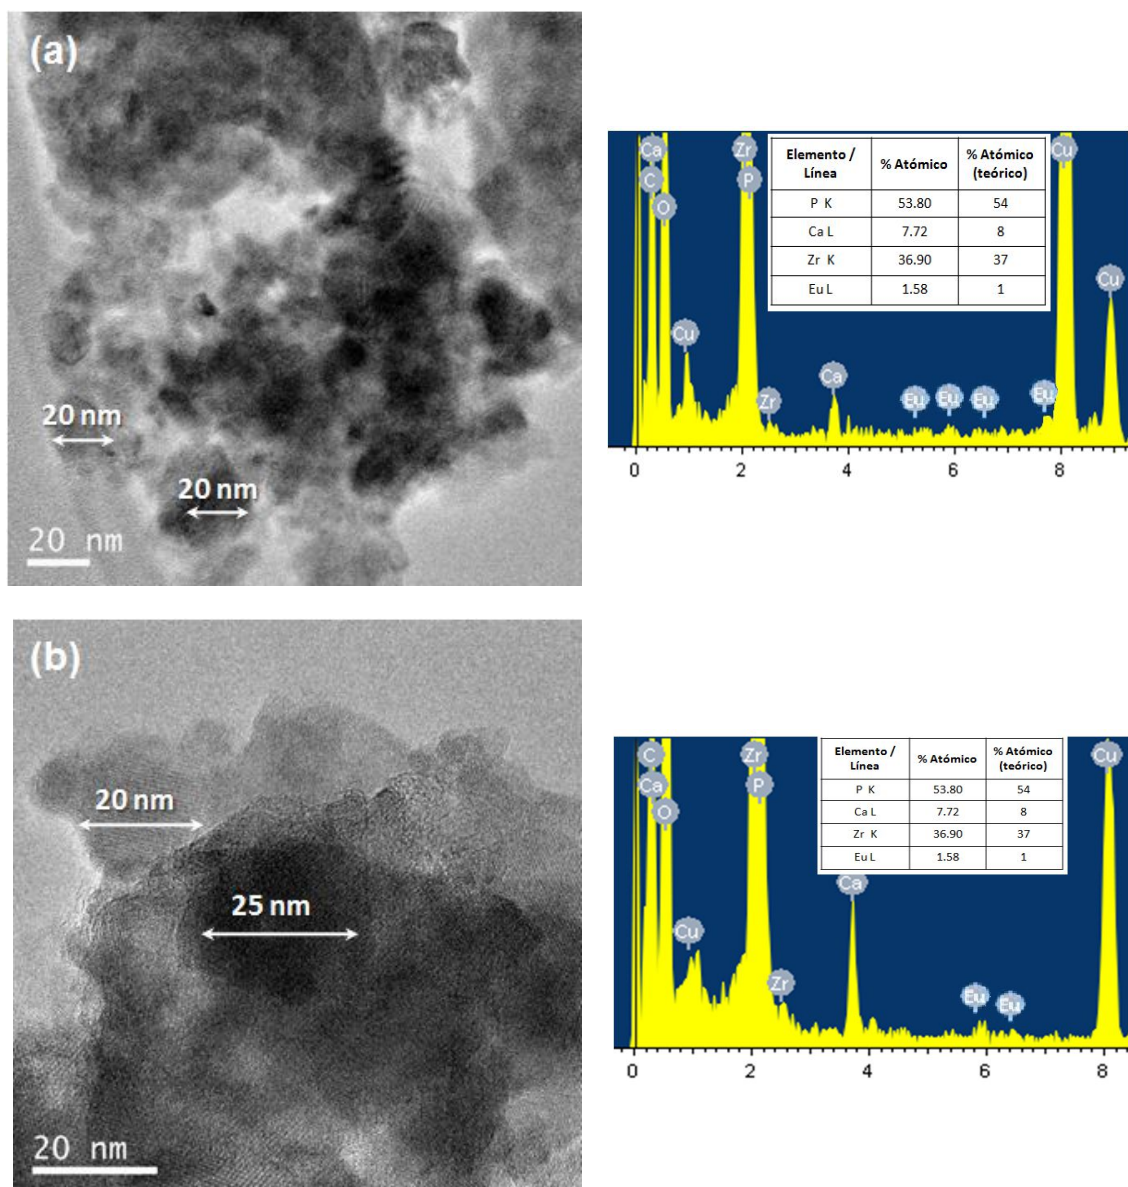 (a)
20 nm
20 nm
20 nm
Ca
C
O
Cu
Zr
P
Zr
Ca
Eu
Eu
Eu
Eu
Cu
Cu
Elemento / Línea % Atómico % Atómico (teórico)
P K 53.80 54
Ca L 7.72 8
Zr K 36.90 37
Eu L 1.58 1
0 2 4 6 8
(b)
20 nm
25 nm
20 nm
C
Ca
O
Cu
Zr
P
Zr
Ca
Eu
Eu
Cu
Elemento / Línea % Atómico % Atómico (teórico)
P K 53.80 54
Ca L 7.72 8
Zr K 36.90 37
Eu L 1.58 1
0 2 4 6 8